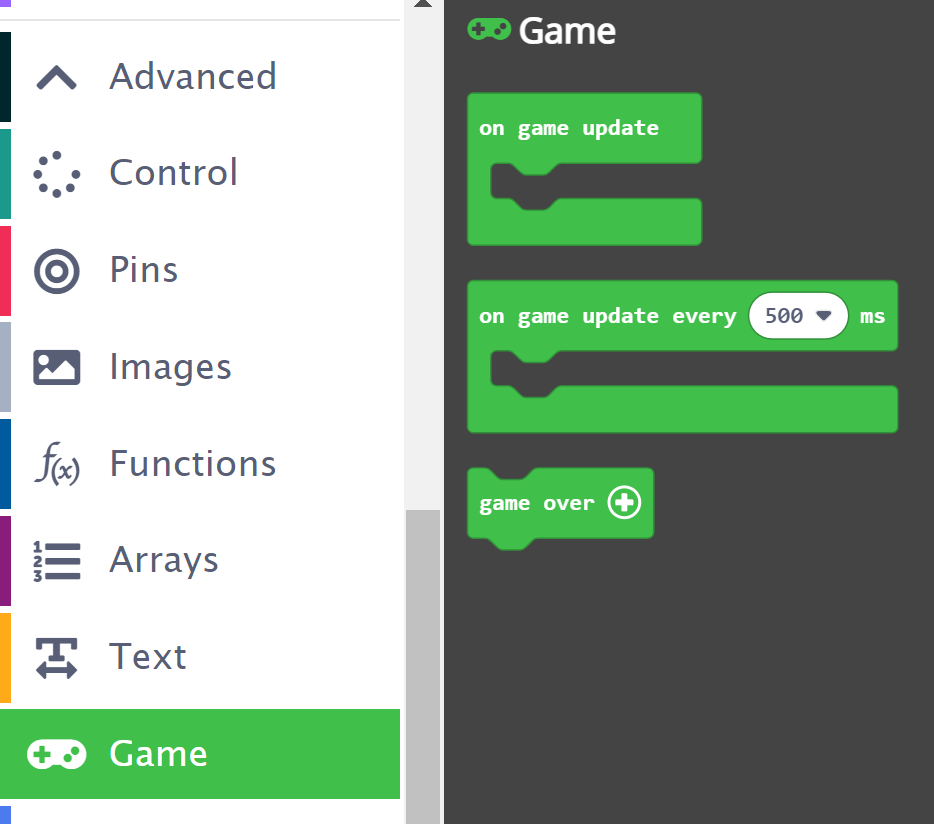 Advanced
Control
Pins
Images
Functions
Arrays
Text
Game
Game
on game update
on game update every 500 ms
game over